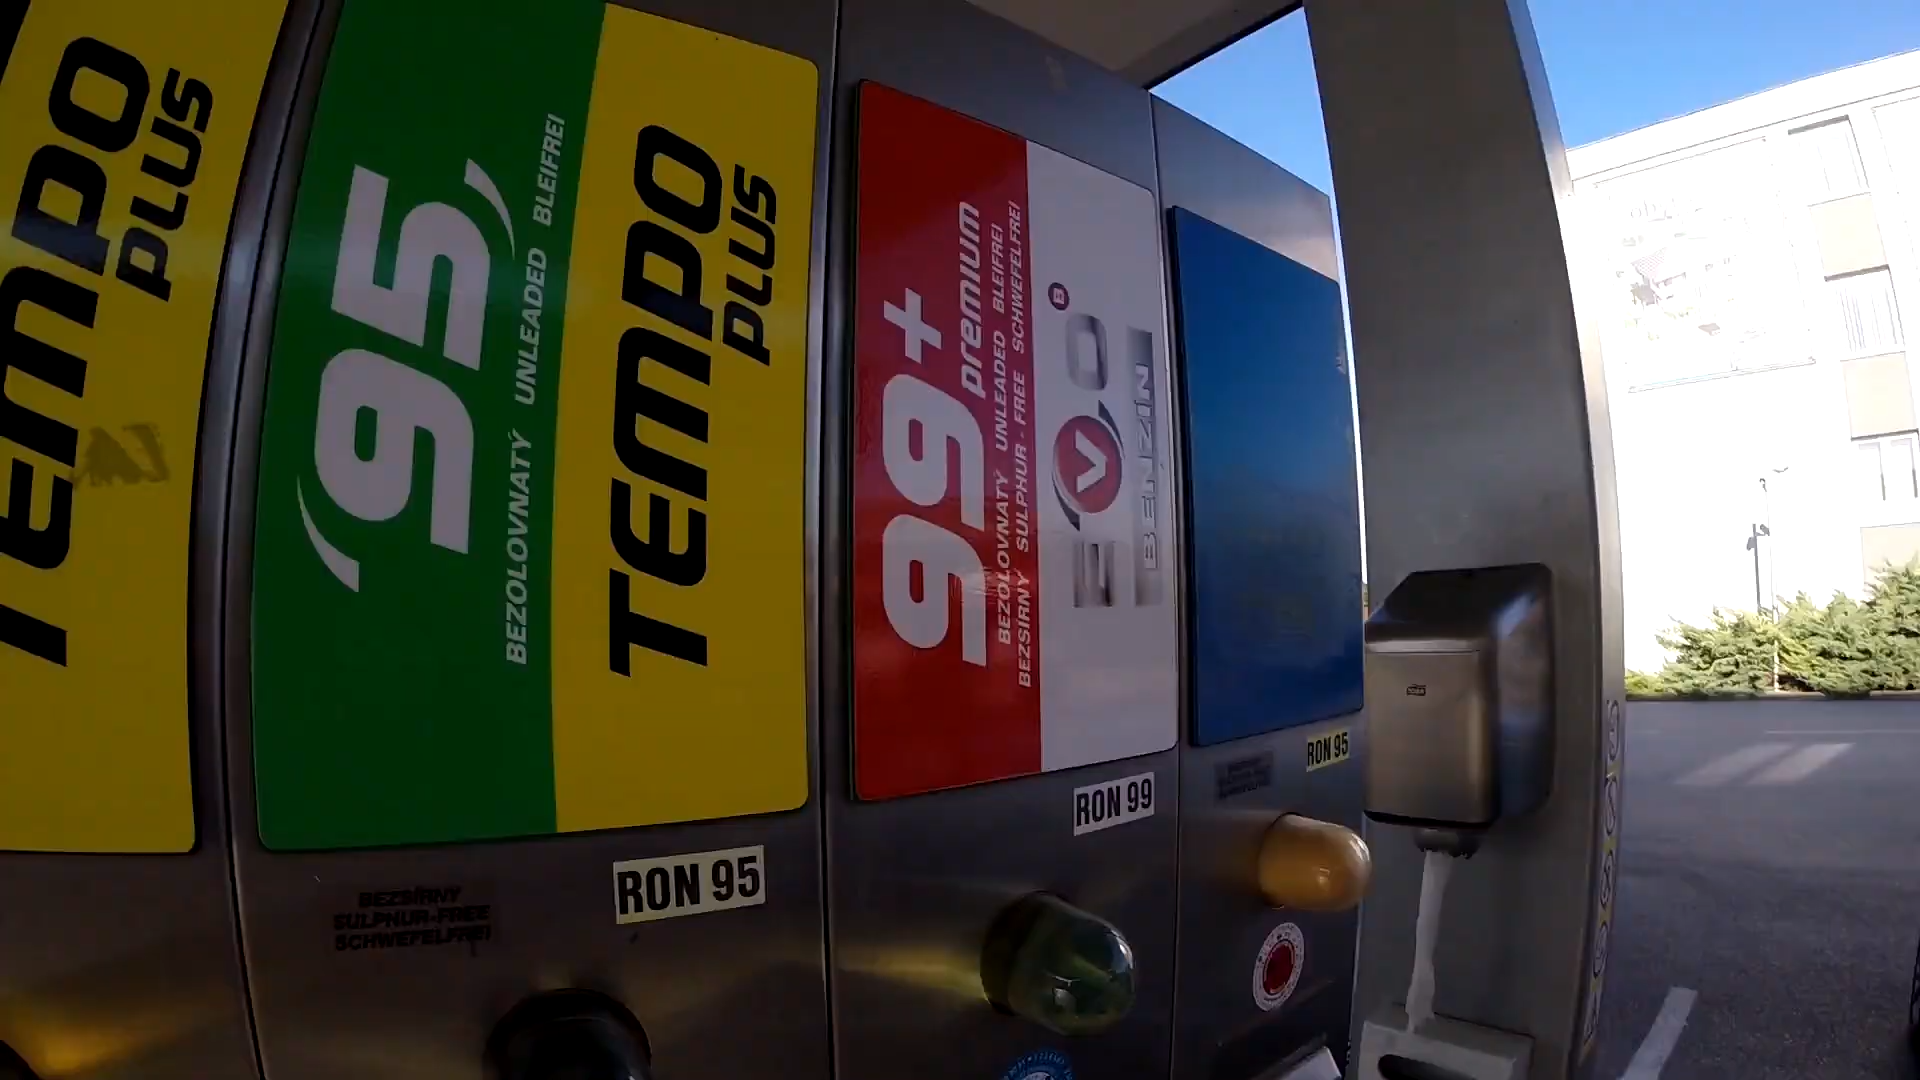 TEMPO
PLUS
95
BEZOLOVNATÝ UNLEADED BLEIFREI
TEMPO
PLUS
RON 95
BEZSÍRNY
SULPHUR-FREE
SCHWEFELFREI
99+
premium
BEZOLOVNATÝ UNLEADED BLEIFREI
BEZSÍRNY SULPHUR - FREE SCHWEFELFREI
EVO B
BENZÍN
RON 99
RON 95